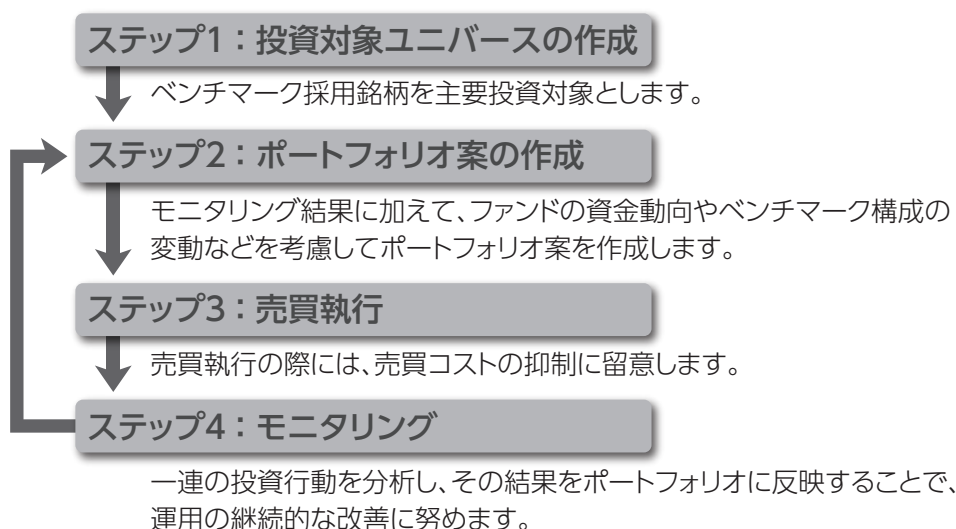 ステップ1：投資対象ユニバースの作成
ベンチマーク採用銘柄を主要投資対象とします。
ステップ2：ポートフォリオ案の作成
モニタリング結果に加えて、ファンドの資金動向やベンチマーク構成の
変動などを考慮してポートフォリオ案を作成します。
ステップ3：売買執行
売買執行の際には、売買コストの抑制に留意します。
ステップ4：モニタリング
一連の投資行動を分析し、その結果をポートフォリオに反映することで、
運用の継続的な改善に努めます。